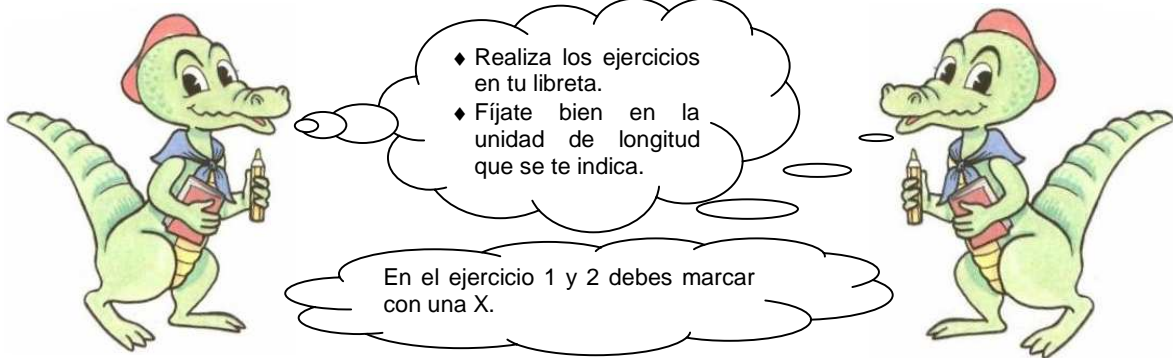 ♦ Realiza los ejercicios
en tu libreta.
♦ Fíjate bien en la
unidad de longitud
que se te indica.
En el ejercicio 1 y 2 debes marcar
con una X.